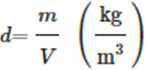 d = m/V (kg/m³)